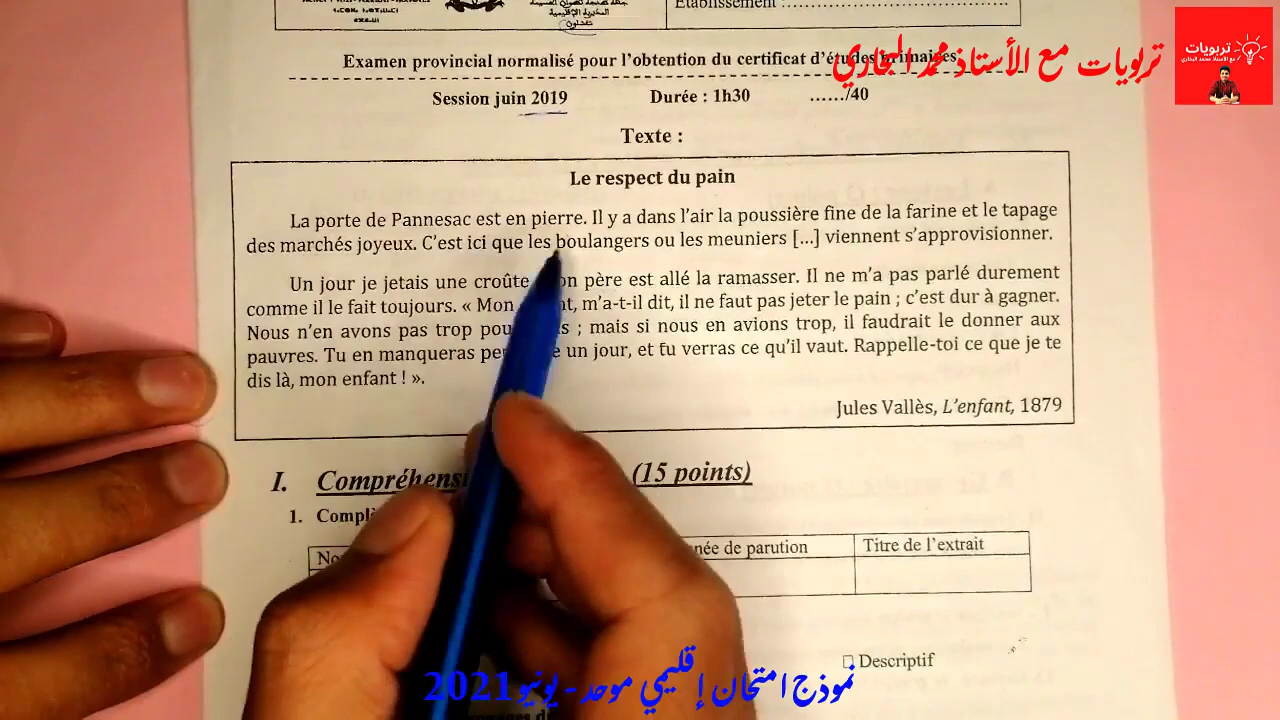 Etablissement :
Examen provincial normalisé pour l'obtention du certificat d'études primaires
تربويات مع الأستاذ محمد البخاري
تربويات
مع الأستاذ محمد البخاري
Session juin 2019 Durée : 1h30 ....../40
Texte :
Le respect du pain
La porte de Pannesac est en pierre. Il y a dans l'air la poussière fine de la farine et le tapage
des marchés joyeux. C'est ici que les boulangers ou les meuniers [...] viennent s'approvisionner.
Un jour je jetais une croûte père est allé la ramasser. Il ne m'a pas parlé durement
comme il le fait toujours. « Mon m'a-t-il dit, il ne faut pas jeter le pain ; c'est dur à gagner.
Nous n'en avons pas trop ; mais si nous en avions trop, il faudrait le donner aux
pauvres. Tu en manqueras un jour, et tu verras ce qu'il vaut. Rappelle-toi ce que je te
dis là, mon enfant ! ».
Jules Vallès, L'enfant, 1879
I. (15 points)
1.
de parution Titre de l'extrait
☐ Descriptif
نموذج امتحان إقليمي موحد - يونيو 2021